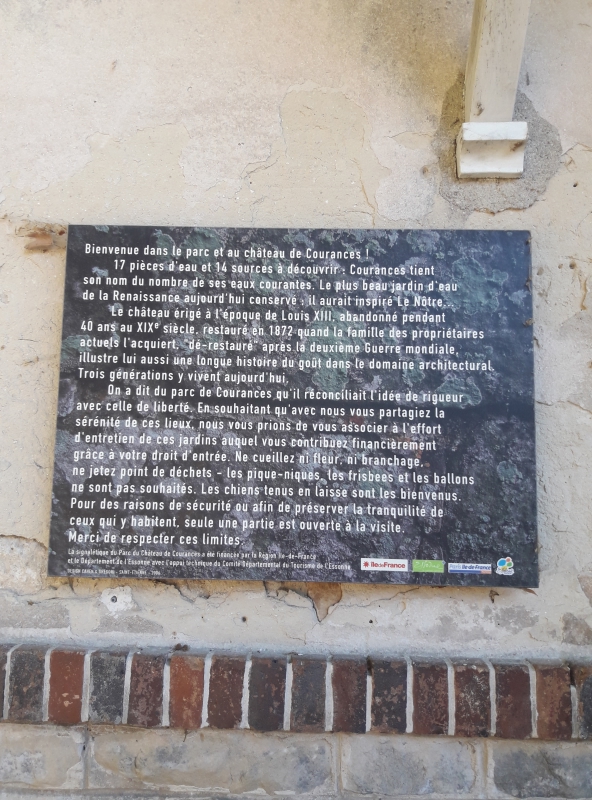 Bienvenue dans le parc et au château de Courances !
17 pièces d'eau et 14 sources à découvrir : Courances tient
son nom du nombre de ses eaux courantes. Le plus beau jardin d'eau
de la Renaissance aujourd'hui conservé ; il aurait inspiré Le Nôtre...
Le château érigé à l'époque de Louis XIII, abandonné pendant
40 ans au XIXe siècle, restauré en 1872 quand la famille des propriétaires
actuels l'acquiert, "dé-restauré" après la deuxième Guerre mondiale,
illustre lui aussi une longue histoire du goût dans le domaine architectural.
Trois générations y vivent aujourd'hui.
On a dit du parc de Courances qu'il réconciliait l'idée de rigueur
avec celle de liberté. En souhaitant qu'avec nous vous partagiez la
sérénité de ces lieux, nous vous prions de vous associer à l'effort
d'entretien de ces jardins auquel vous contribuez financièrement
grâce à votre droit d'entrée. Ne cueillez ni fleur, ni branchage,
ne jetez point de déchets - les pique-niques, les frisbees et les ballons
ne sont pas souhaités. Les chiens tenus en laisse sont les bienvenus.
Pour des raisons de sécurité ou afin de préserver la tranquilité de
ceux qui y habitent, seule une partie est ouverte à la visite.
Merci de respecter ces limites.
La signalétique du Parc du Château de Courances a été financée par la Région Ile-de-France
et le Département de l'Essonne avec l'appui technique du Comité Départemental du Tourisme de l'Essonne
îledeFrance